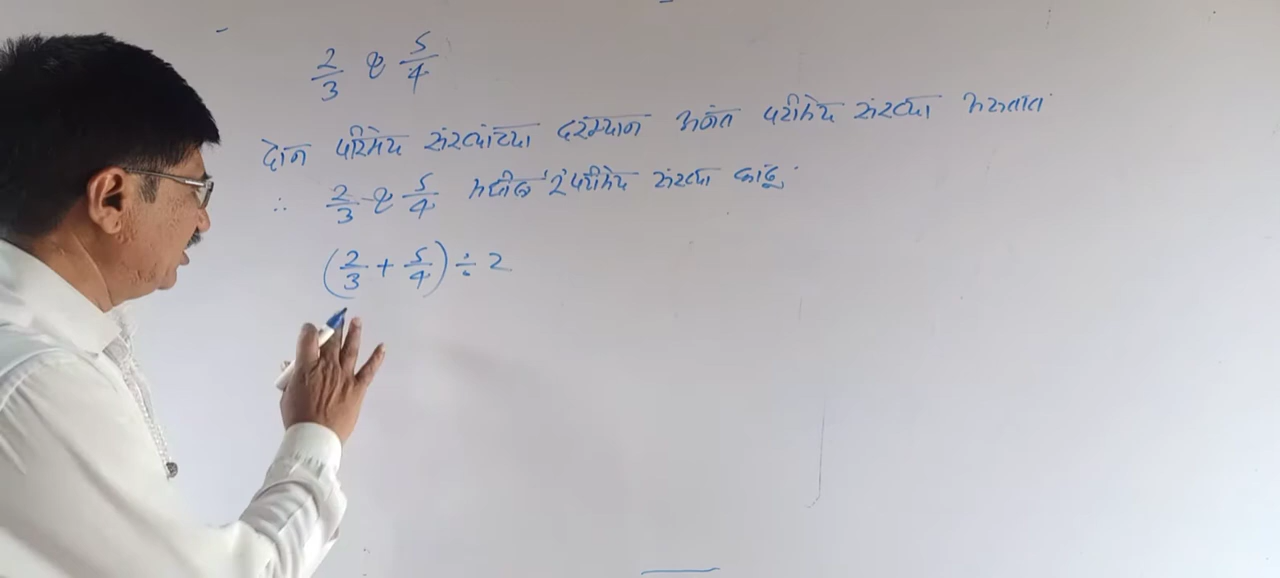 2/3 व 5/4
दोन परिमेय संख्यांच्या दरम्यान अनंत परीमेय संख्या असतात
∴ 2/3 व 5/4 मधील परीमेय संख्या काढू.
(2/3 + 5/4) ÷ 2